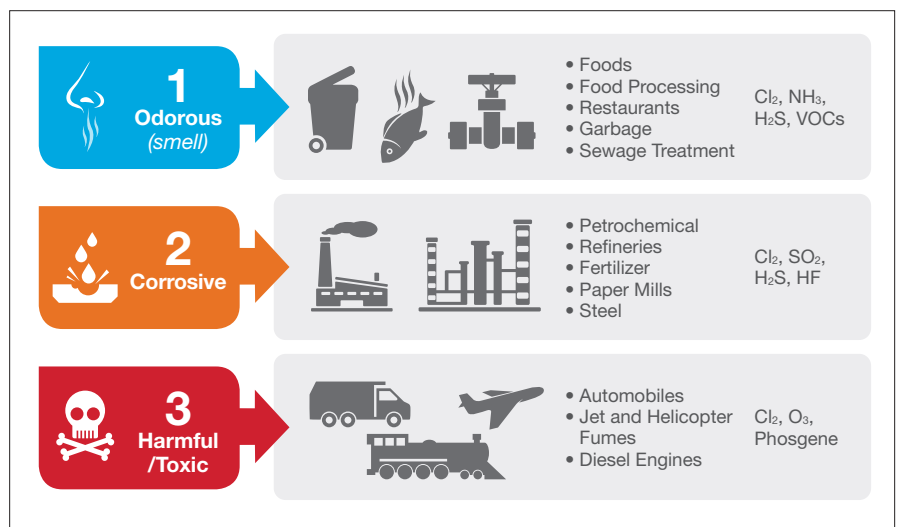 1
Odorous
(smell)
• Foods
• Food Processing
• Restaurants
• Garbage
• Sewage Treatment
Cl₂, NH₃,
H₂S, VOCs
2
Corrosive
• Petrochemical
• Refineries
• Fertilizer
• Paper Mills
• Steel
Cl₂, SO₂,
H₂S, HF
3
Harmful
/Toxic
• Automobiles
• Jet and Helicopter
Fumes
• Diesel Engines
Cl₂, O₃,
Phosgene